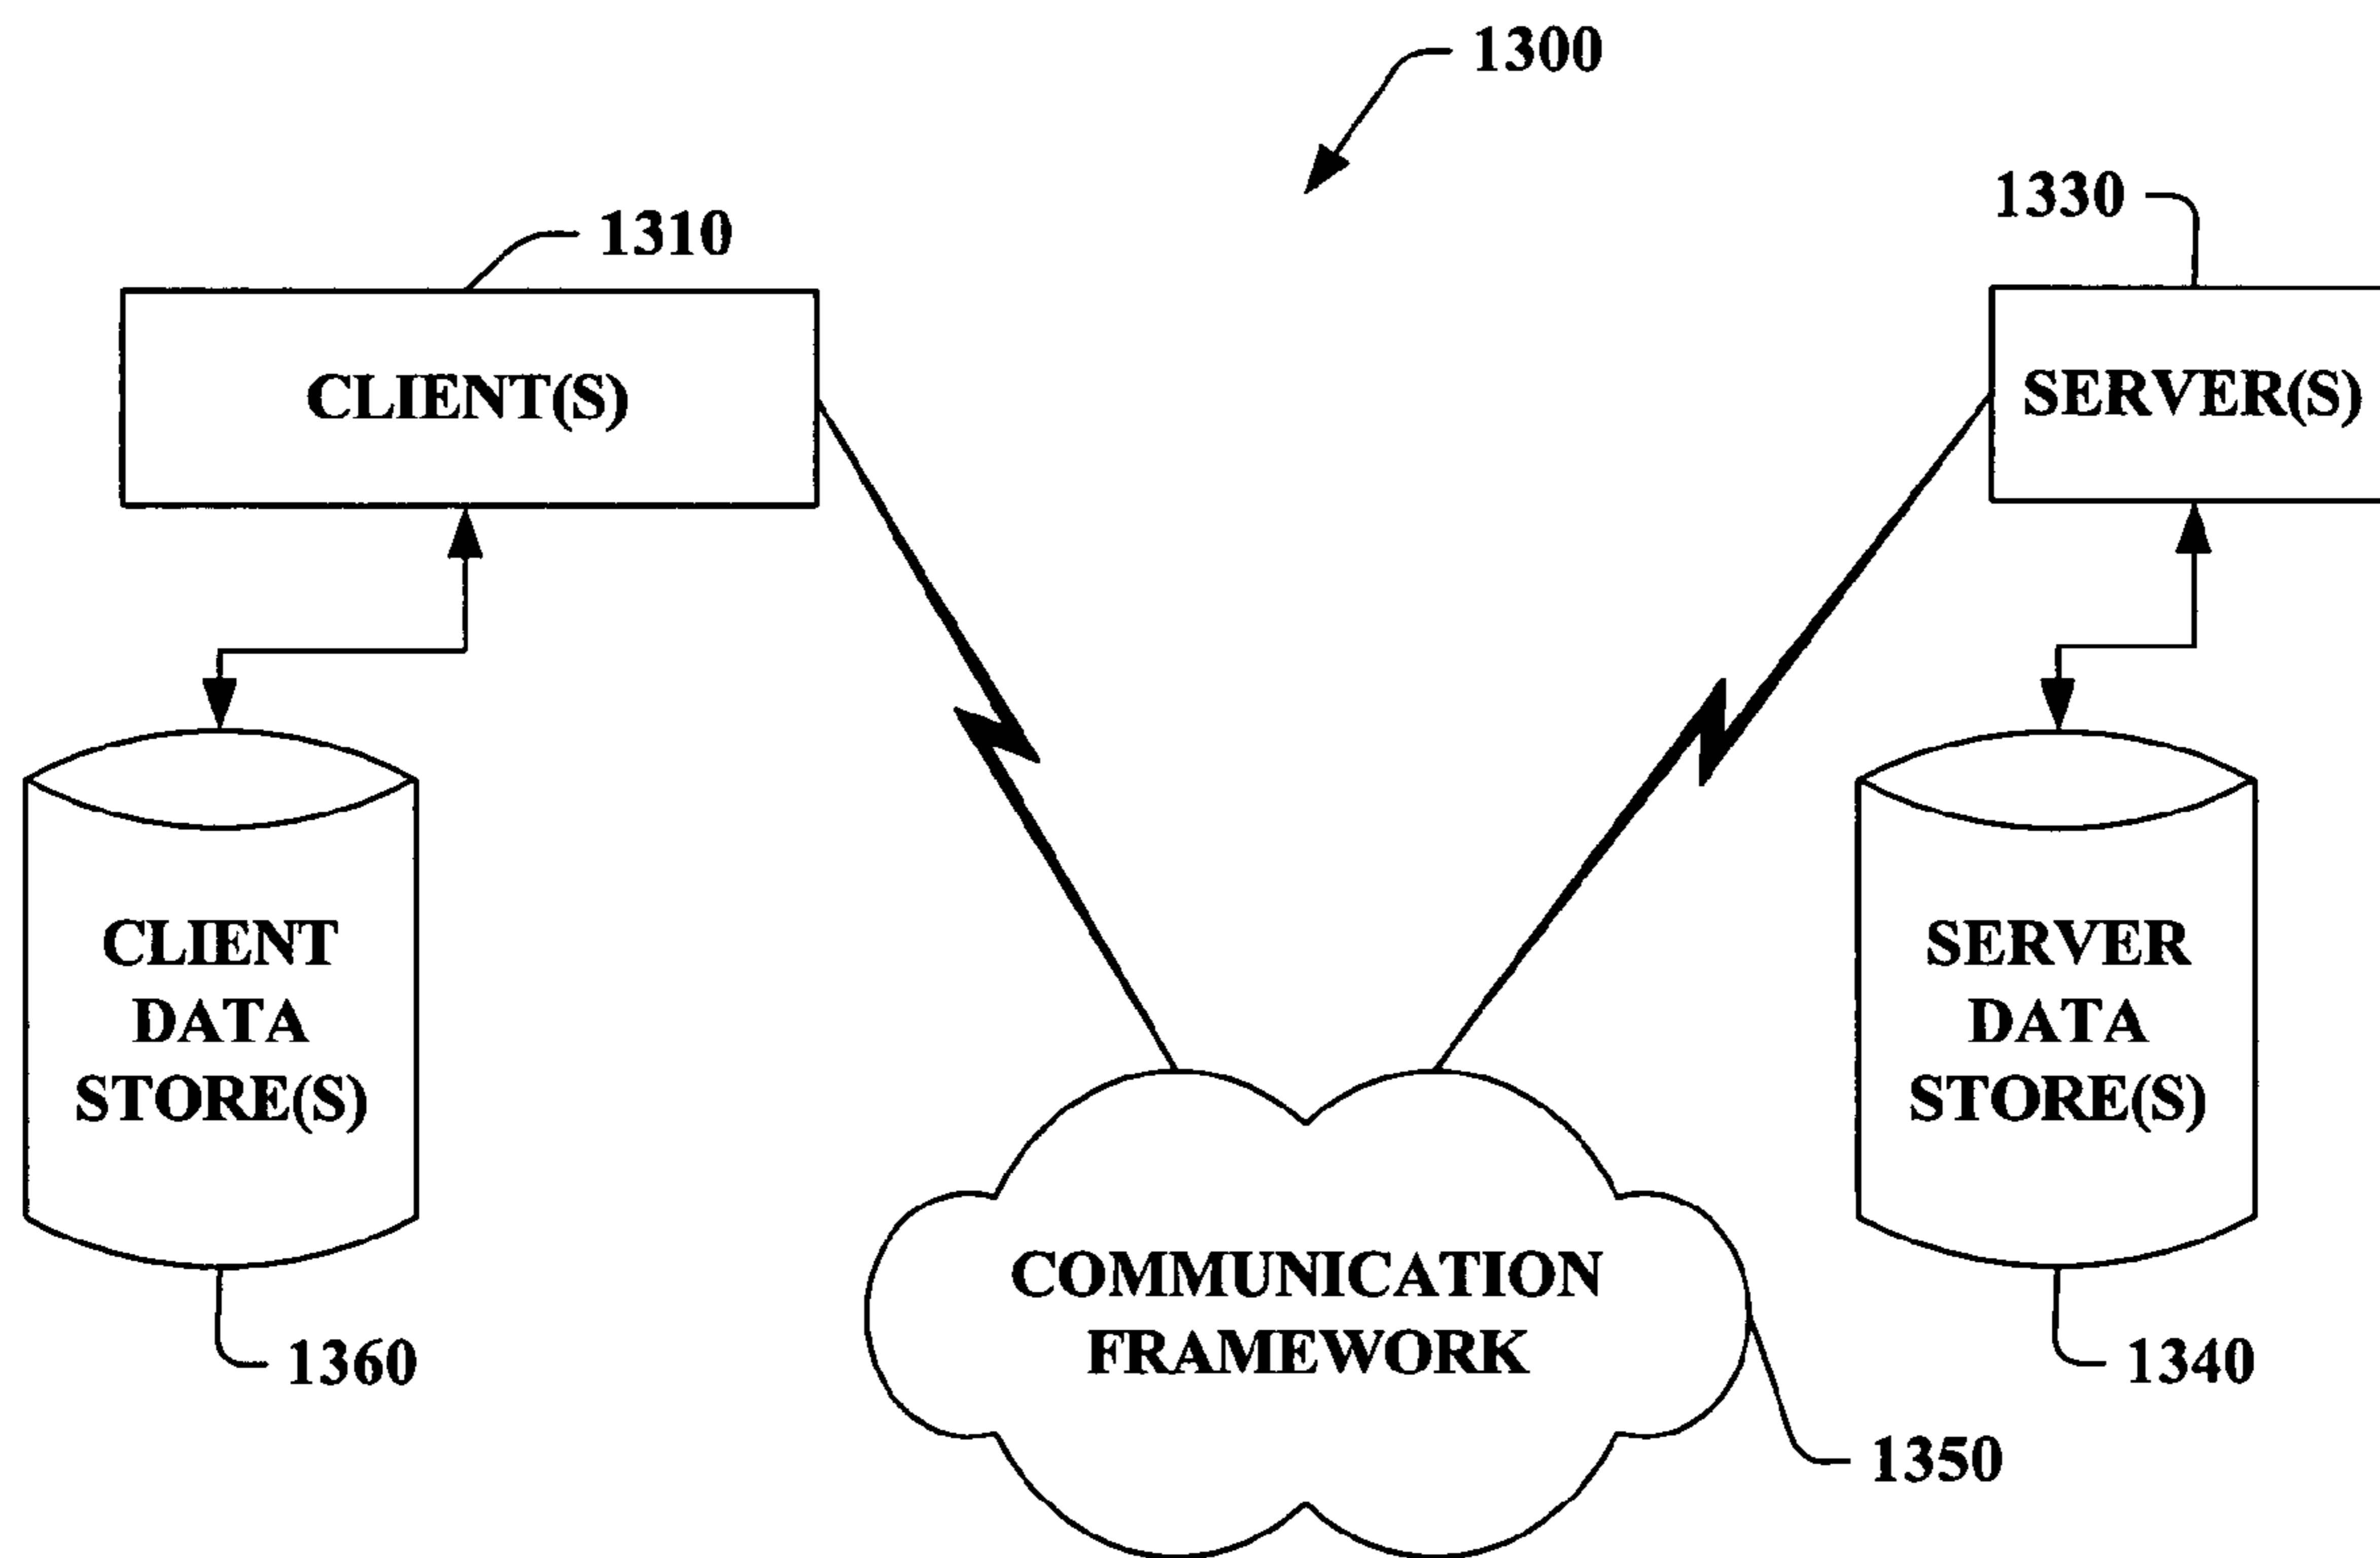 1300
1310
1330
CLIENT(S)
SERVER(S)
CLIENT
DATA
STORE(S)
SERVER
DATA
STORE(S)
COMMUNICATION
FRAMEWORK
1360
1340
1350